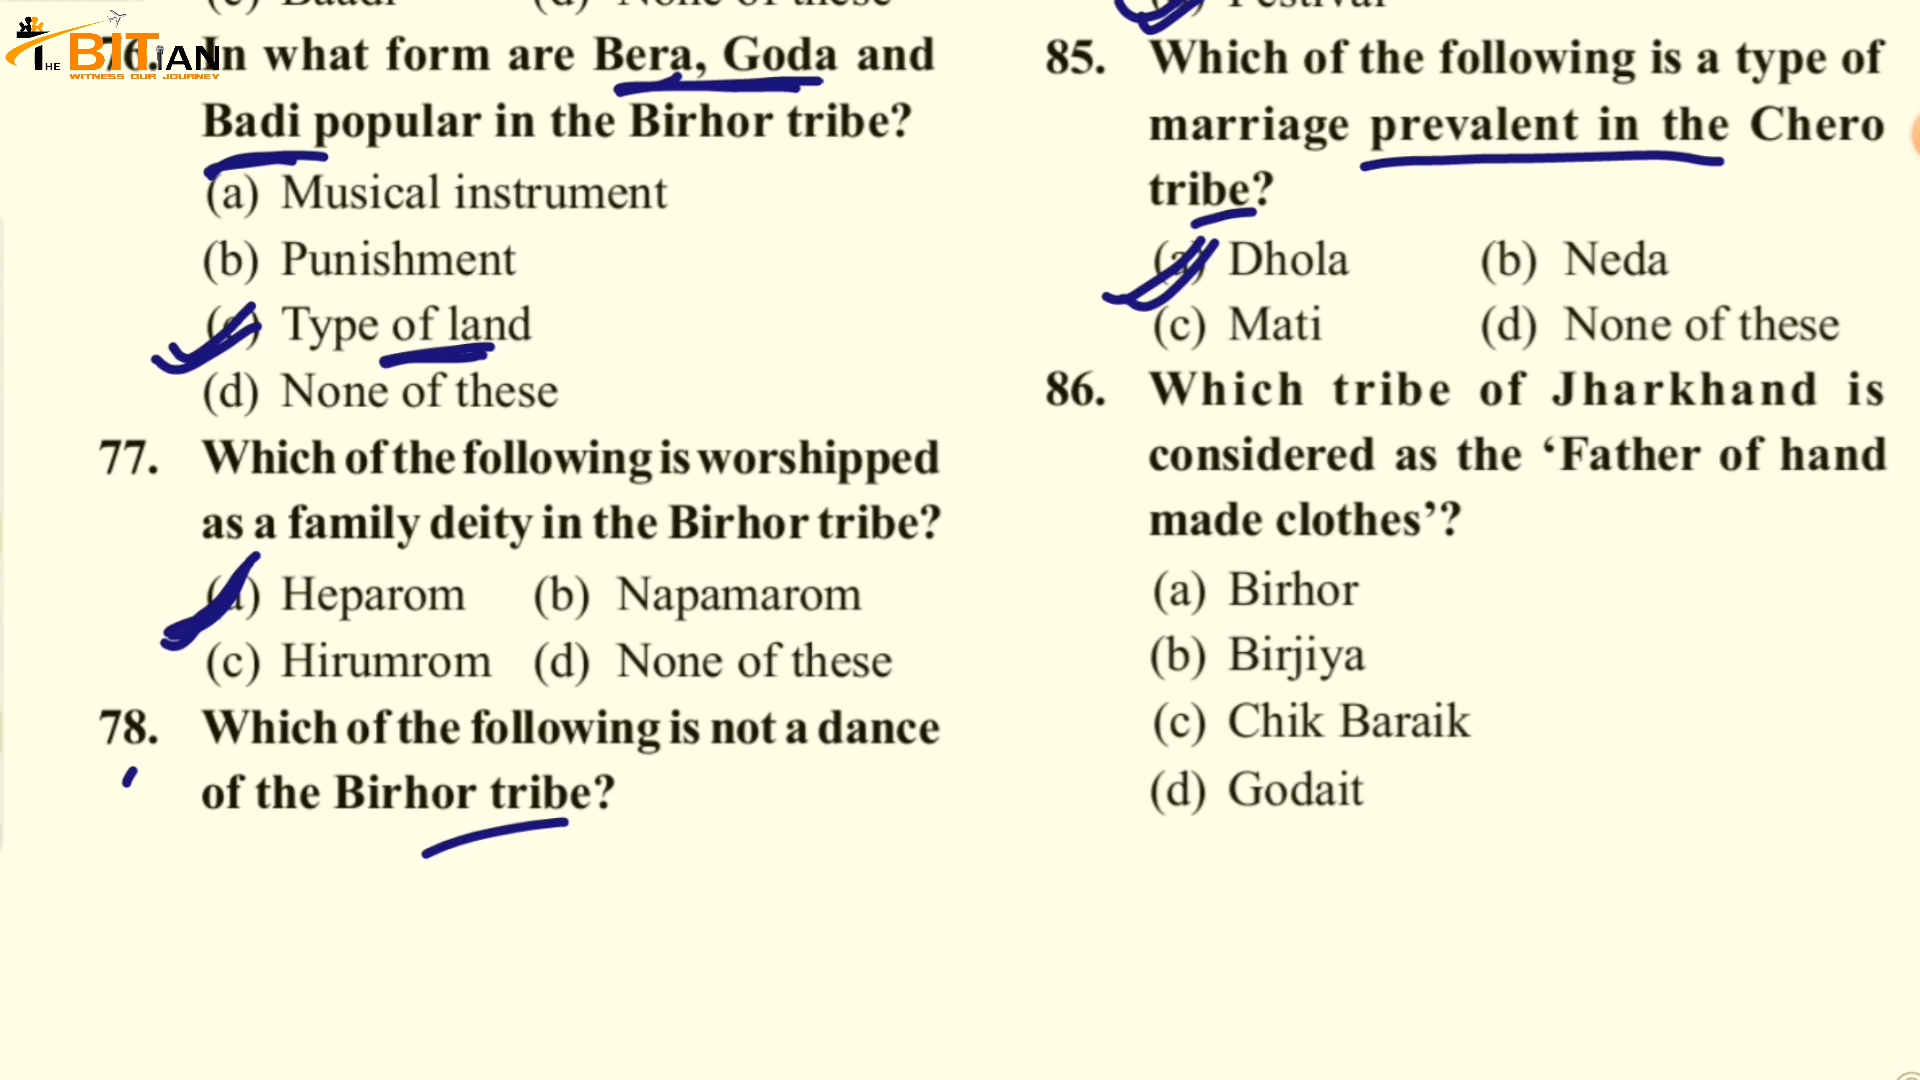 THE BITIAN
WITNESS OUR JOURNEY
76. In what form are Bera, Goda and
Badi popular in the Birhor tribe?
(a) Musical instrument
(b) Punishment
(c) Type of land
(d) None of these
77. Which of the following is worshipped
as a family deity in the Birhor tribe?
(a) Heparom (b) Napamarom
(c) Hirumrom (d) None of these
78. Which of the following is not a dance
of the Birhor tribe?
85. Which of the following is a type of
marriage prevalent in the Chero
tribe?
(a) Dhola (b) Neda
(c) Mati (d) None of these
86. Which tribe of Jharkhand is
considered as the ‘Father of hand
made clothes’?
(a) Birhor
(b) Birjiya
(c) Chik Baraik
(d) Godait